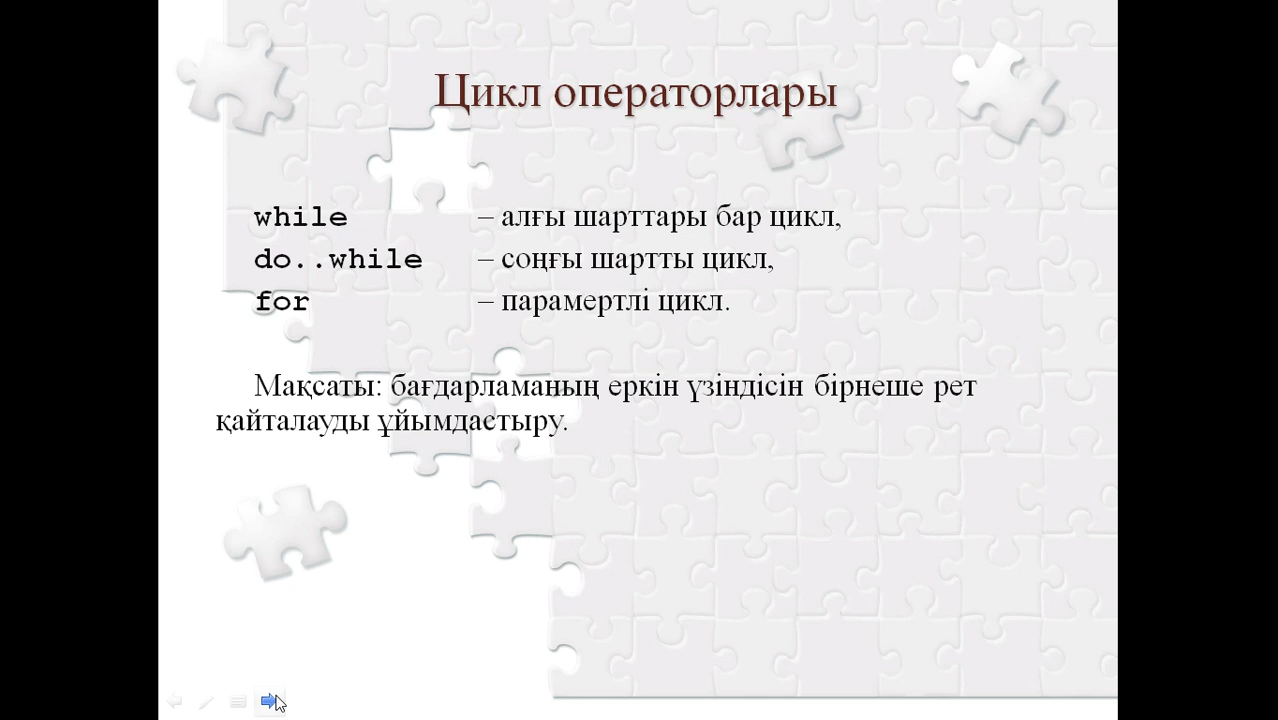 Цикл операторлары
while – алғы шарттары бар цикл,
do..while – соңғы шартты цикл,
for – парамертлі цикл.
Мақсаты: бағдарламаның еркін үзіндісін бірнеше рет
қайталауды ұйымдастыру.